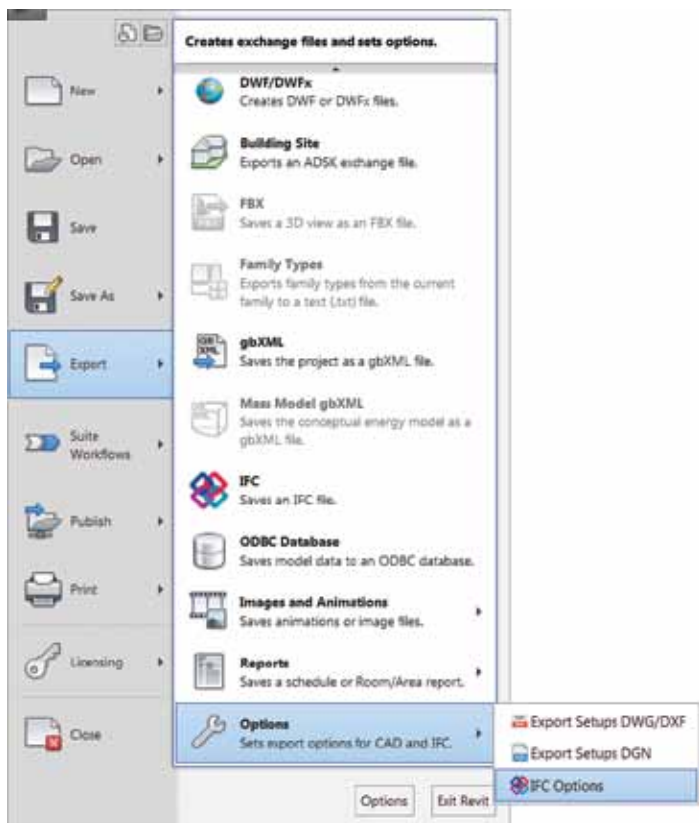 Creates exchange files and sets options.
New
Open
Save
Save As
Export
Suite
Workflows
Publish
Print
Licensing
Close
DWF/DWFx
Creates DWF or DWFx files.
Building Site
Exports an ADSK exchange file.
FBX
Saves a 3D view as an FBX file.
Family Types
Exports family types from the current
family to a text (.txt) file.
gbXML
Saves the project as a gbXML file.
Mass Model gbXML
Saves the conceptual energy model as a
gbXML file.
IFC
Saves an IFC file.
ODBC Database
Saves model data to an ODBC database.
Images and Animations
Saves animations or image files.
Reports
Saves a schedule or Room/Area report.
Options
Sets export options for CAD and IFC.
Export Setups DWG/DXF
Export Setups DGN
IFC Options
Options
Exit Revit